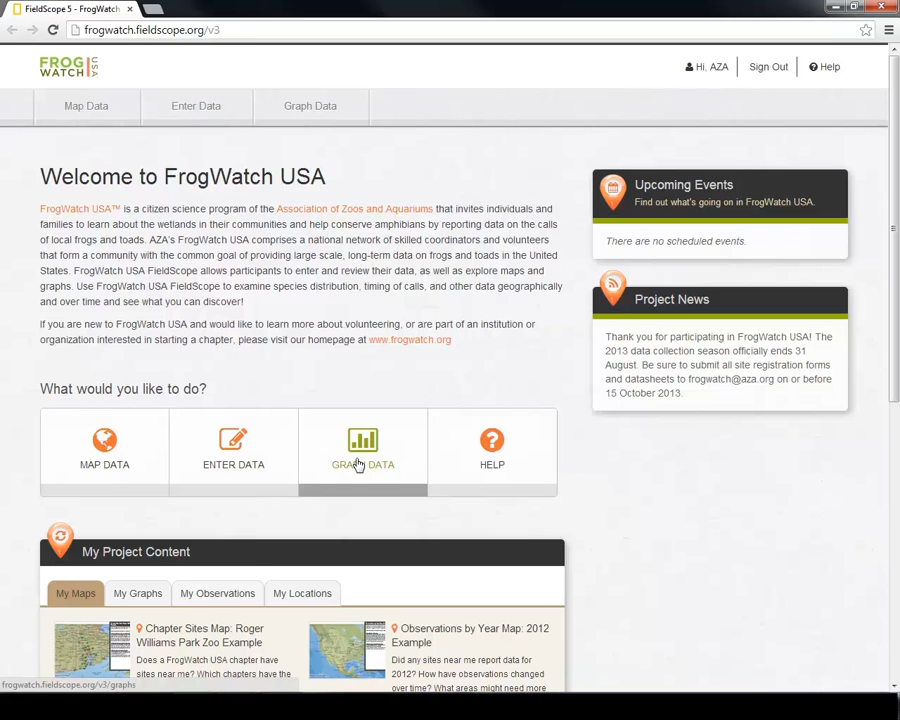 FieldScope 5 - FrogWatch
frogwatch.fieldscope.org/v3
FROG
WATCH USA
Hi, AZA
Sign Out
Help
Map Data
Enter Data
Graph Data
Welcome to FrogWatch USA
FrogWatch USA™ is a citizen science program of the Association of Zoos and Aquariums that invites individuals and
families to learn about the wetlands in their communities and help conserve amphibians by reporting data on the calls
of local frogs and toads. AZA's FrogWatch USA comprises a national network of skilled coordinators and volunteers
that form a community with the common goal of providing large scale, long-term data on frogs and toads in the United
States. FrogWatch USA FieldScope allows participants to enter and review their data, as well as explore maps and
graphs. Use FrogWatch USA FieldScope to examine species distribution, timing of calls, and other data geographically
and over time and see what you can discover!
If you are new to FrogWatch USA and would like to learn more about volunteering, or are part of an institution or
organization interested in starting a chapter, please visit our homepage at www.frogwatch.org
Upcoming Events
Find out what's going on in FrogWatch USA.
There are no scheduled events.
Project News
Thank you for participating in FrogWatch USA! The
2013 data collection season officially ends 31
August. Be sure to submit all site registration forms
and datasheets to frogwatch@aza.org on or before
15 October 2013.
What would you like to do?
MAP DATA
ENTER DATA
GRAPH DATA
HELP
My Project Content
My Maps
My Graphs
My Observations
My Locations
Chapter Sites Map: Roger
Williams Park Zoo Example
Does a FrogWatch USA chapter have
sites near me? Which chapters have the
Observations by Year Map: 2012
Example
Did any sites near me report data for
2012? How have observations changed
over time? What areas might need more
frogwatch.fieldscope.org/v3/graphs